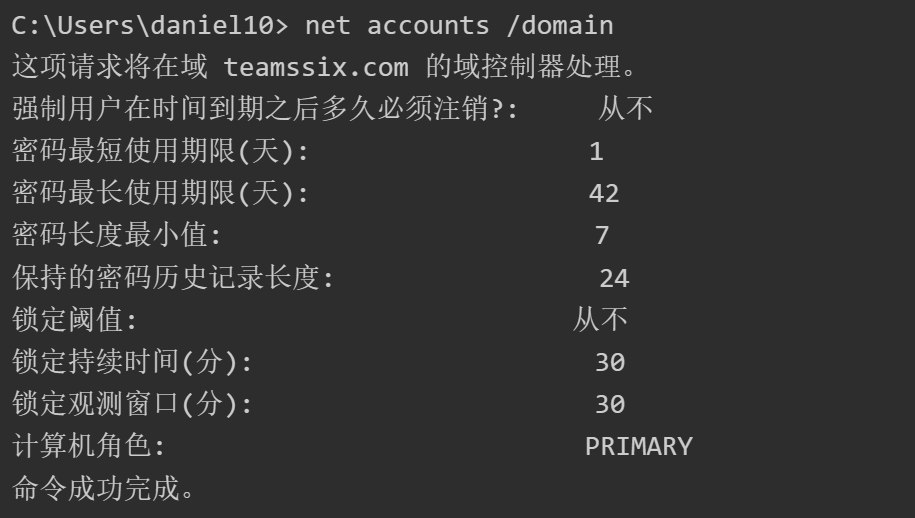 C:\Users\daniel10> net accounts /domain
这项请求将在域 teamssix.com 的域控制器处理。
强制用户在时间到期之后多久必须注销?:     从不
密码最短使用期限(天):                  1
密码最长使用期限(天):                  42
密码长度最小值:                        7
保持的密码历史记录长度:                 24
锁定阈值:                            从不
锁定持续时间(分):                      30
锁定观测窗口(分):                      30
计算机角色:                           PRIMARY
命令成功完成。